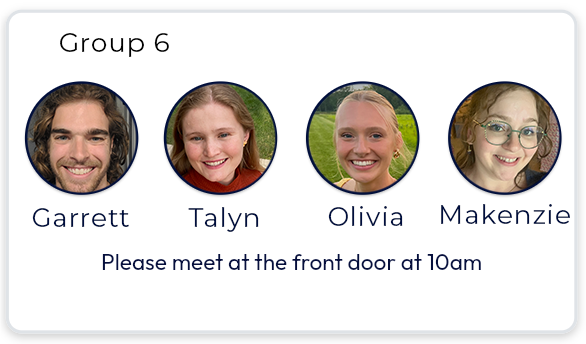 Group 6
Garrett Talyn Olivia Makenzie
Please meet at the front door at 10am